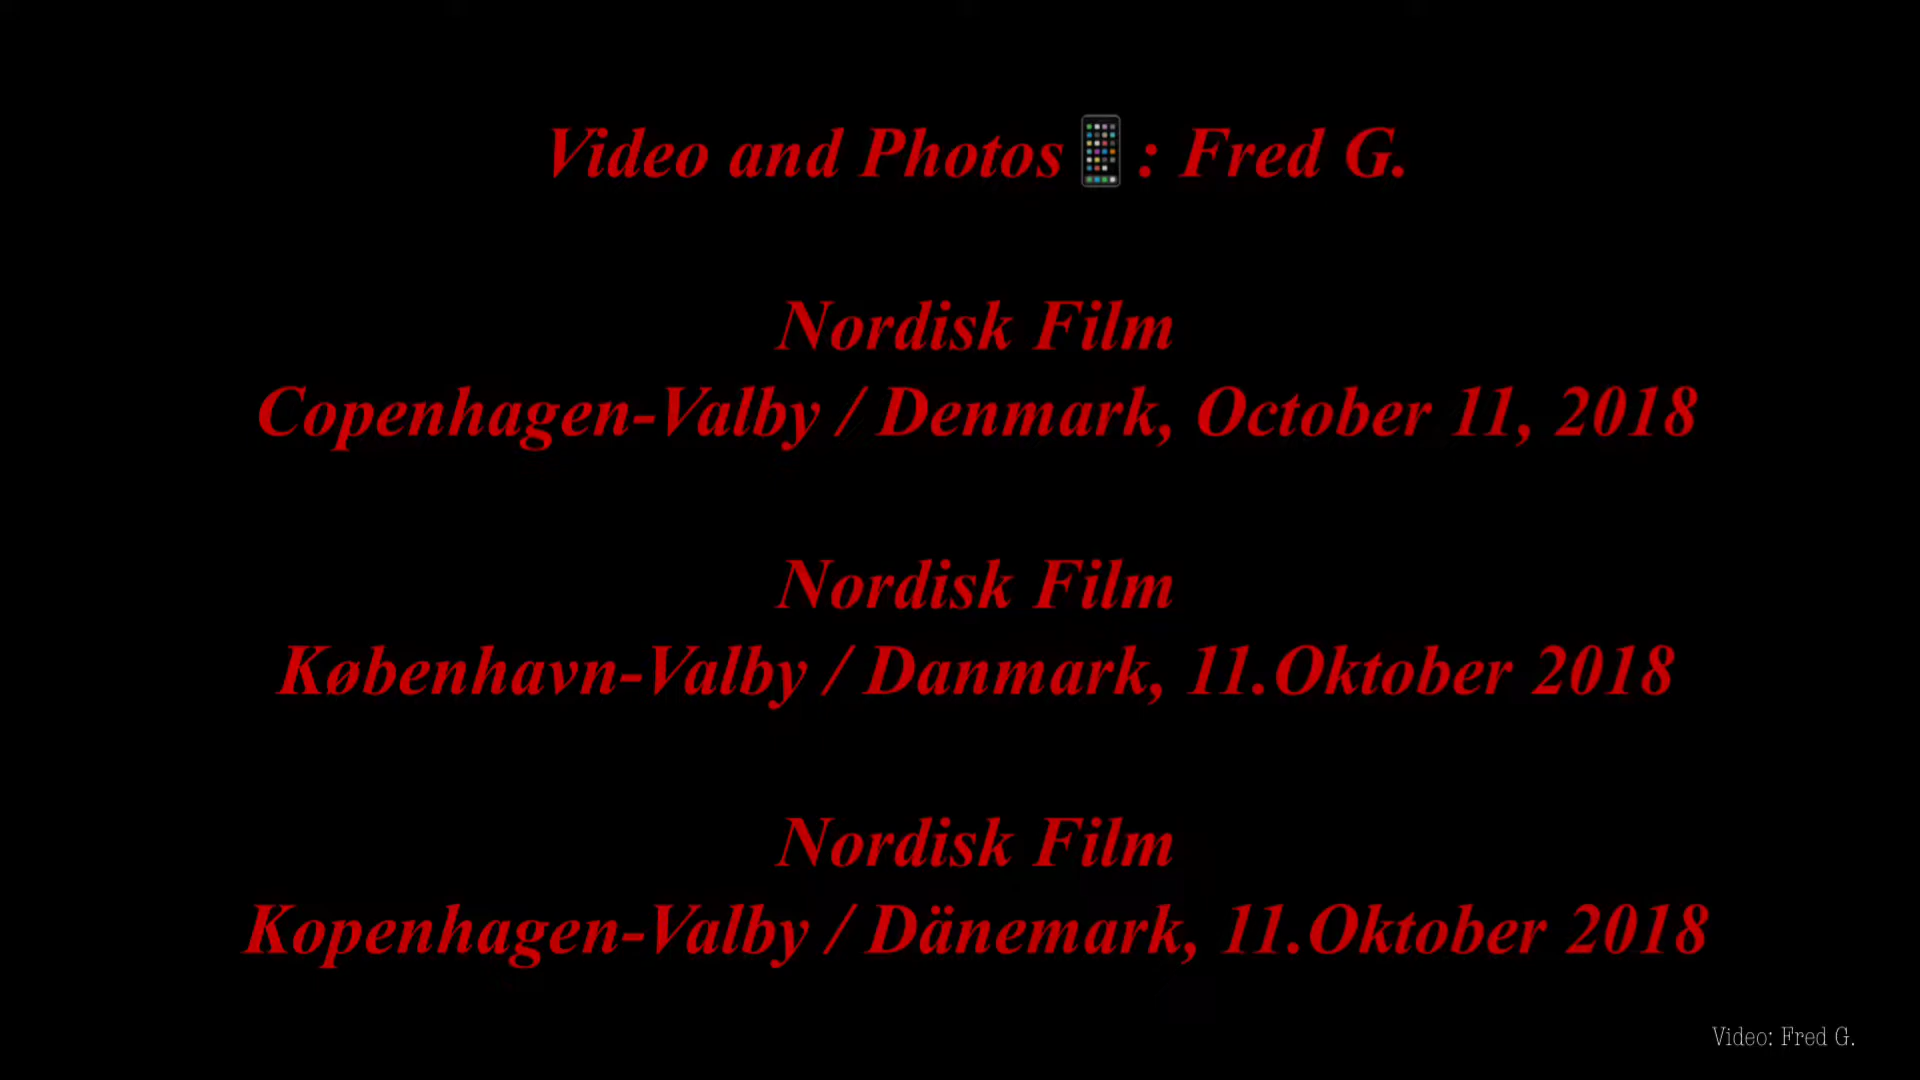 Video and Photos📱: Fred G.
Nordisk Film
Copenhagen-Valby / Denmark, October 11, 2018
Nordisk Film
København-Valby / Danmark, 11.Oktober 2018
Nordisk Film
Kopenhagen-Valby / Dänemark, 11.Oktober 2018
Video: Fred G.